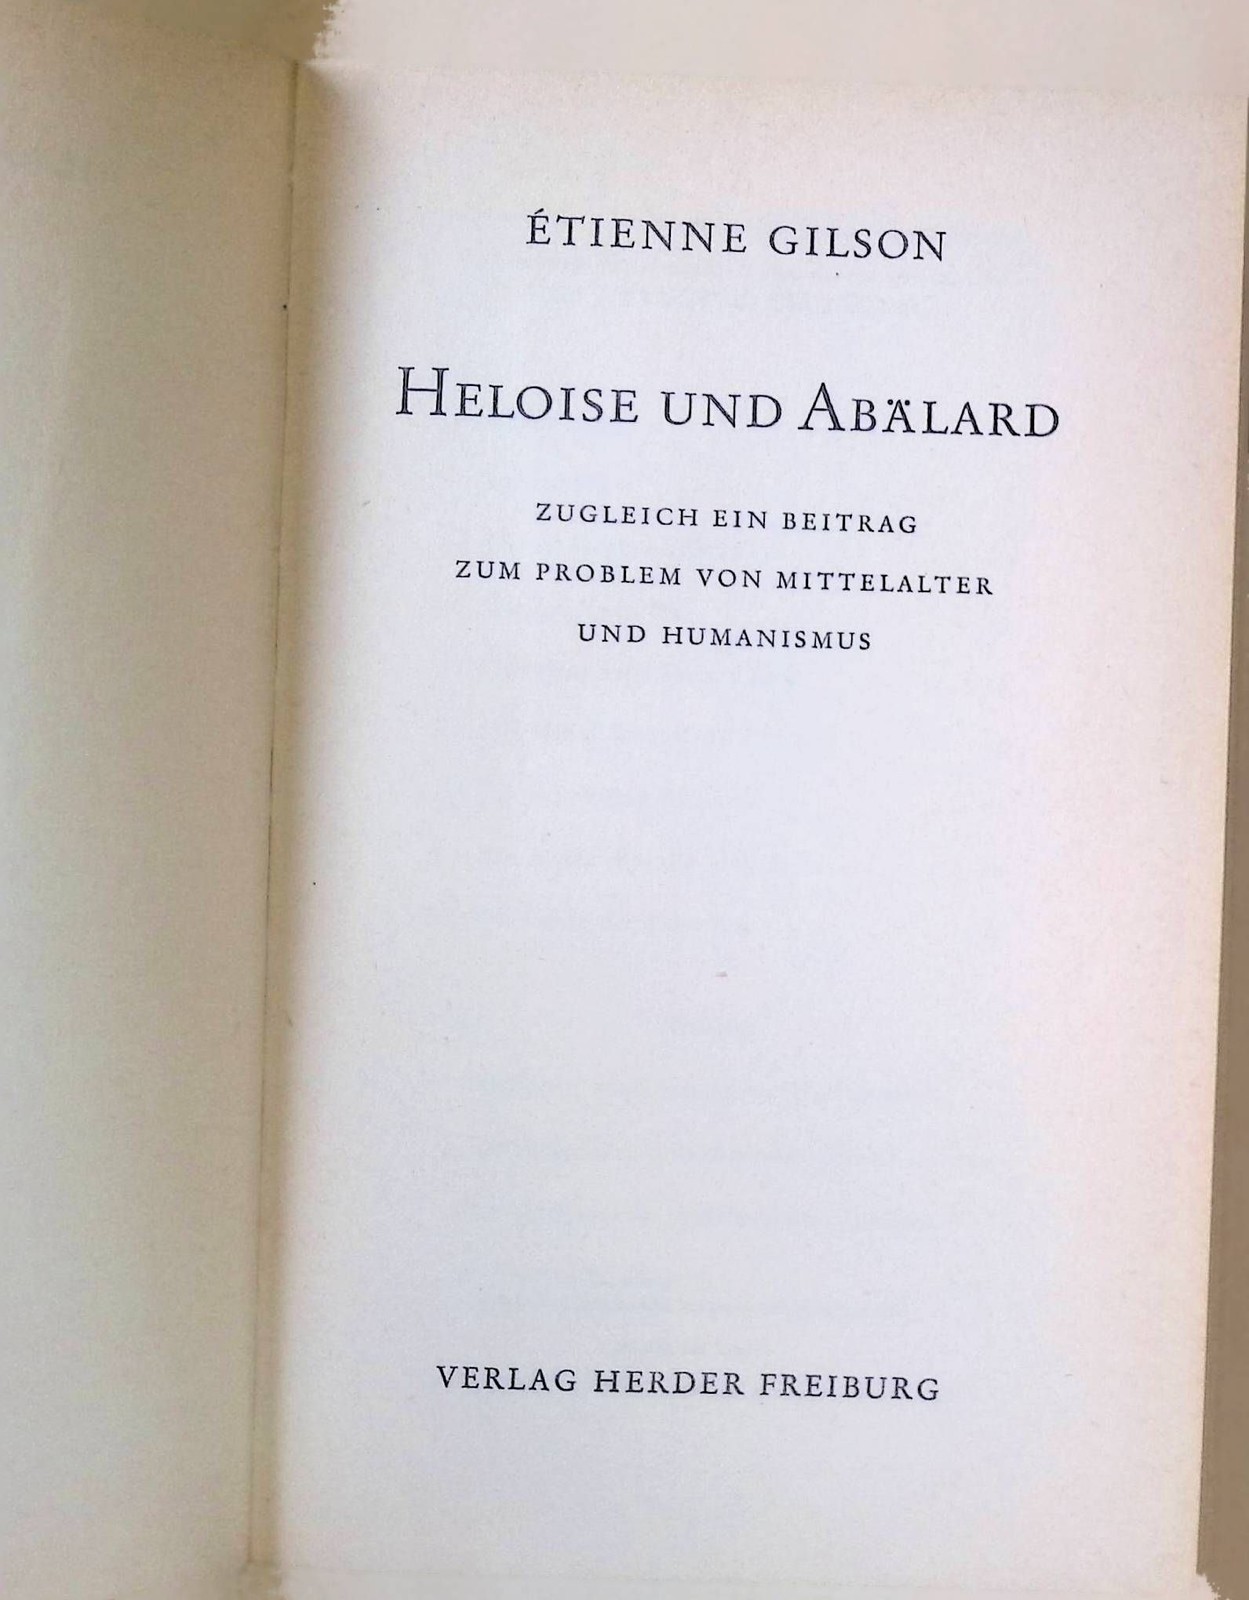 ÉTIENNE GILSON
HELOISE UND ABÄLARD
ZUGLEICH EIN BEITRAG
ZUM PROBLEM VON MITTELALTER
UND HUMANISMUS
VERLAG HERDER FREIBURG